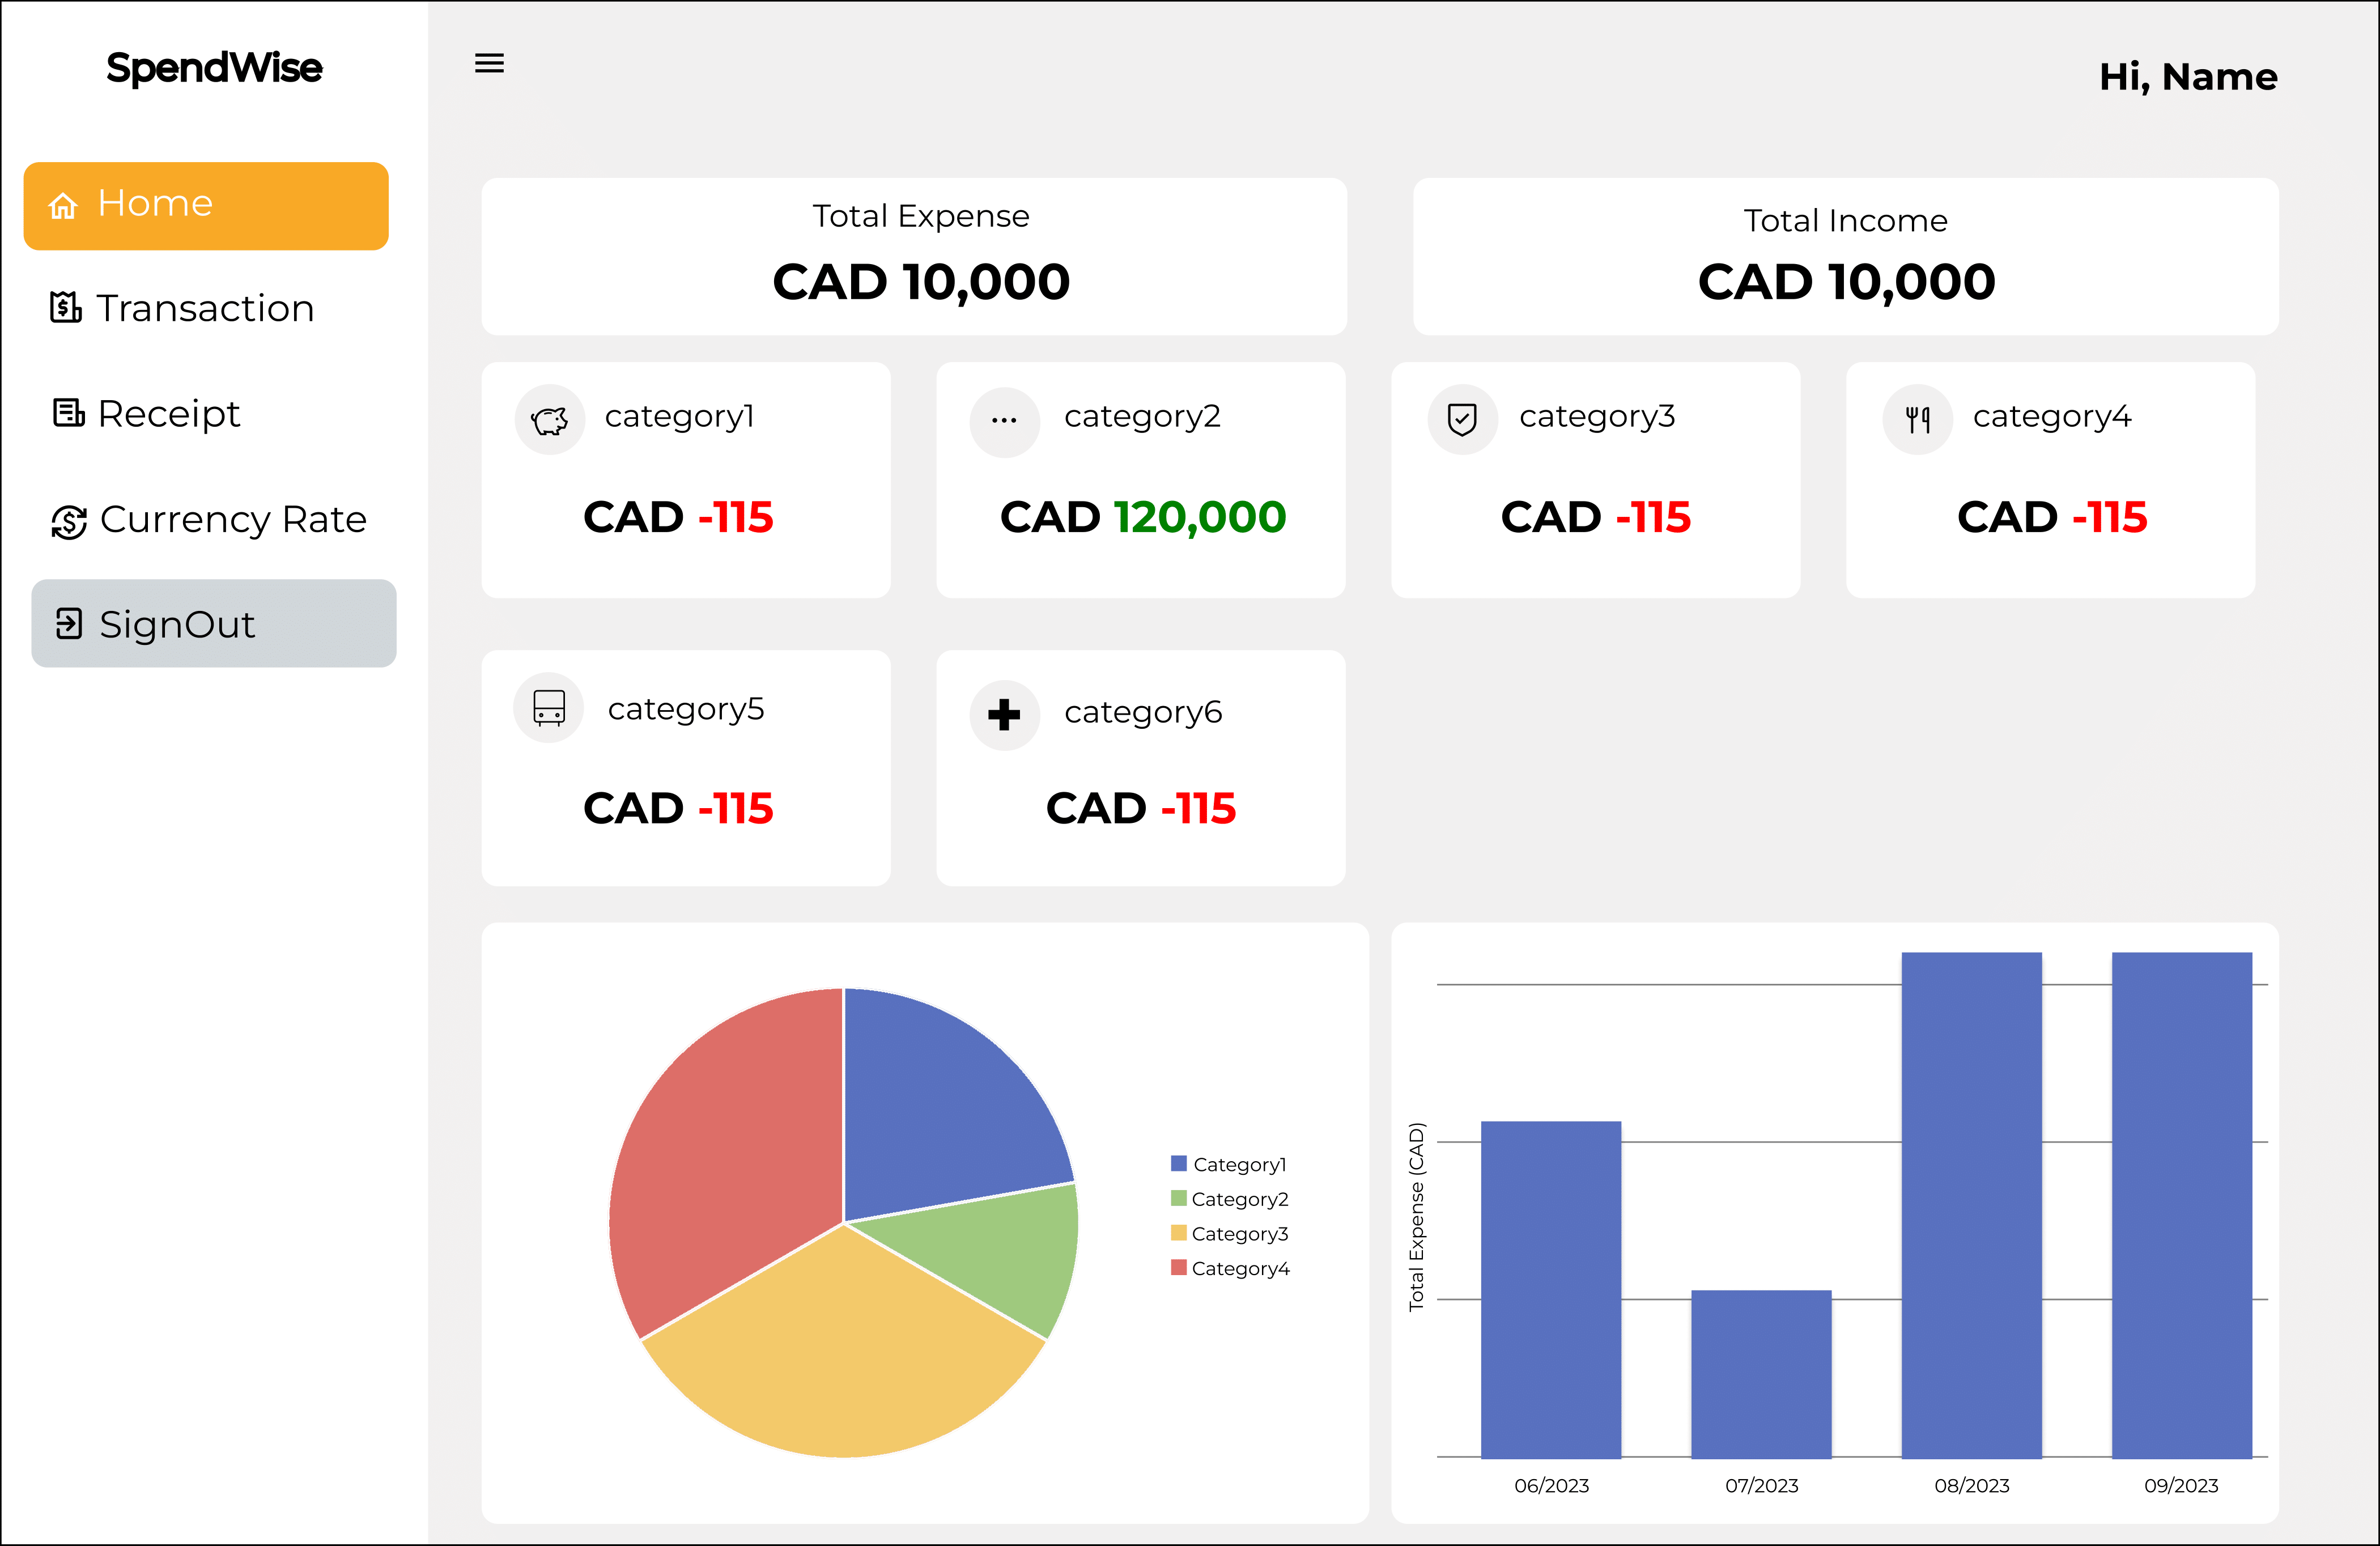 SpendWise
Hi, Name
Home
Transaction
Receipt
Currency Rate
SignOut
Total Expense
CAD 10,000
Total Income
CAD 10,000
category1
CAD -115
category2
CAD 120,000
category3
CAD -115
category4
CAD -115
category5
CAD -115
category6
CAD -115
Category1
Category2
Category3
Category4
Total Expense (CAD)
06/2023
07/2023
08/2023
09/2023